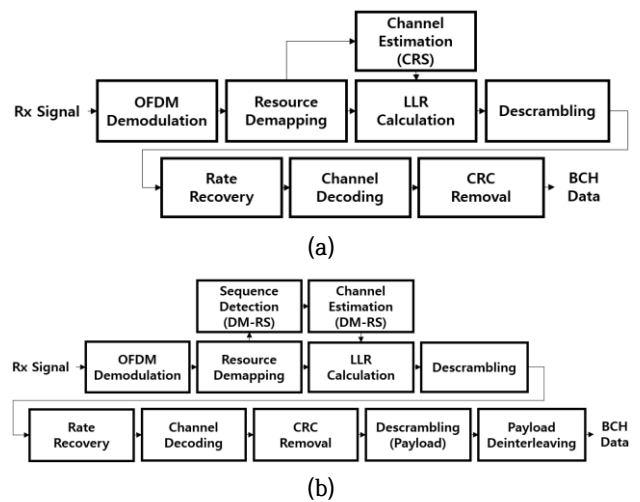 Channel
Estimation
(CRS)
Rx Signal
OFDM
Demodulation
Resource
Demapping
LLR
Calculation
Descrambling
Rate
Recovery
Channel
Decoding
CRC
Removal
BCH
Data
(a)
Sequence
Detection
(DM-RS)
Channel
Estimation
(DM-RS)
Rx Signal
OFDM
Demodulation
Resource
Demapping
LLR
Calculation
Descrambling
Rate
Recovery
Channel
Decoding
CRC
Removal
Descrambling
(Payload)
Payload
Deinterleaving
BCH
Data
(b)